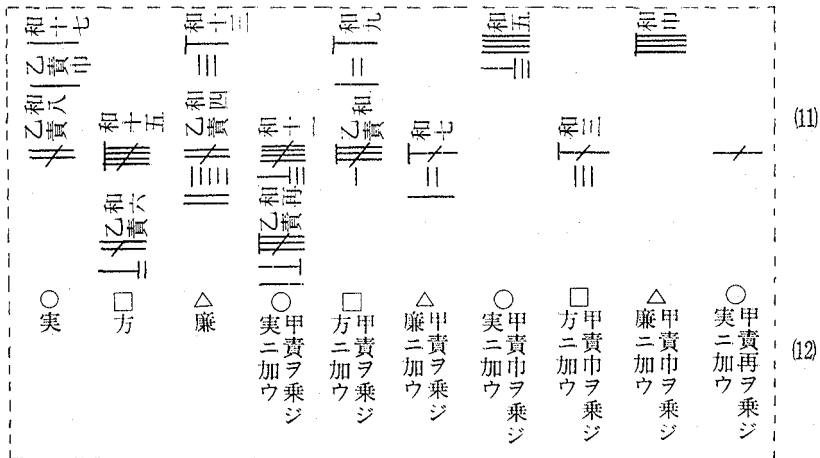 (11)
(12)
○
甲責再ヲ乗ジ
実ニ加ウ
和巾
△
甲責巾ヲ乗ジ
廉ニ加ウ
和三
□
甲責巾ヲ乗ジ
方ニ加ウ
和五
○
甲責巾ヲ乗ジ
実ニ加ウ
和七
△
甲責ヲ乗ジ
廉ニ加ウ
和九
和
乙責
□
甲責ヲ乗ジ
方ニ加ウ
和十一
和再
乙責
○
甲責ヲ乗ジ
実ニ加ウ
和十三
和四
乙責
△
廉
和十五
和六
乙責
□
方
和十七
乙責巾
和八
乙責
○
実